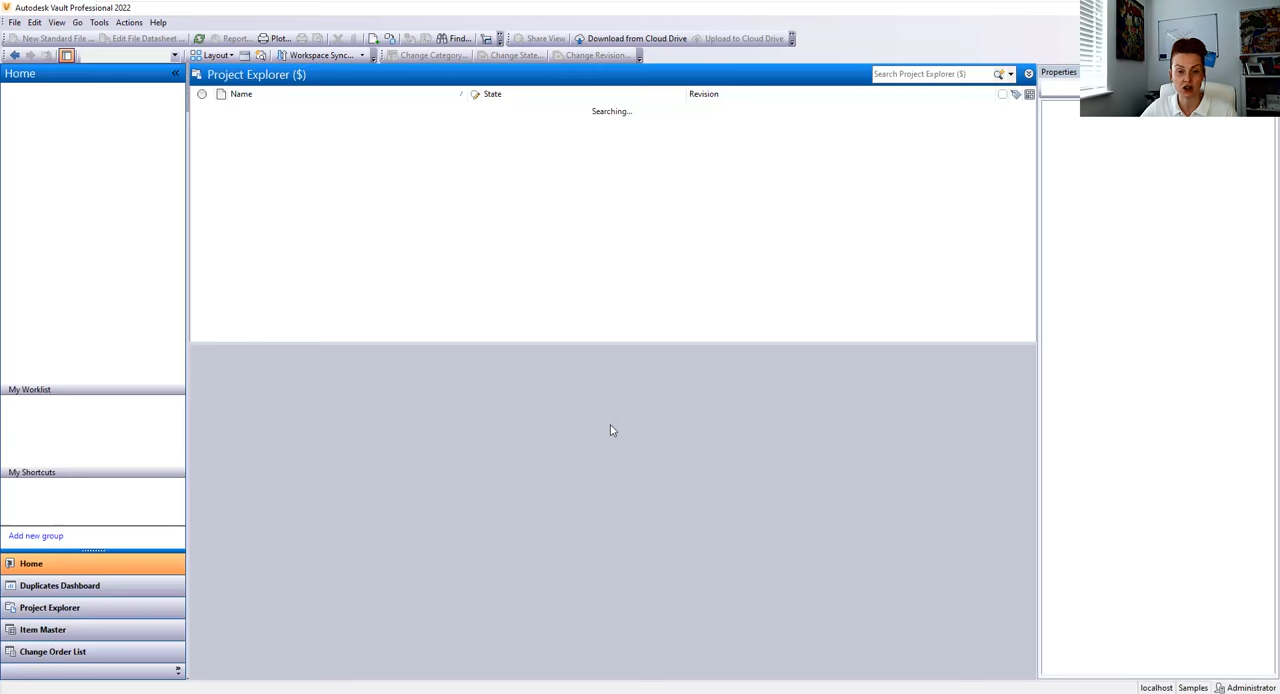 Autodesk Vault Professional 2022
File Edit View Go Tools Actions Help
New Standard File ... Edit File Datasheet ... Report... Plot... Find... Share View Download from Cloud Drive Upload to Cloud Drive
Layout Workspace Sync... Change Category... Change State... Change Revision...
Home « Project Explorer ($) Search Project Explorer ($) Properties
Name / State Revision
Searching...
My Worklist
My Shortcuts
Add new group
Home
Duplicates Dashboard
Project Explorer
Item Master
Change Order List
localhost Samples Administrator